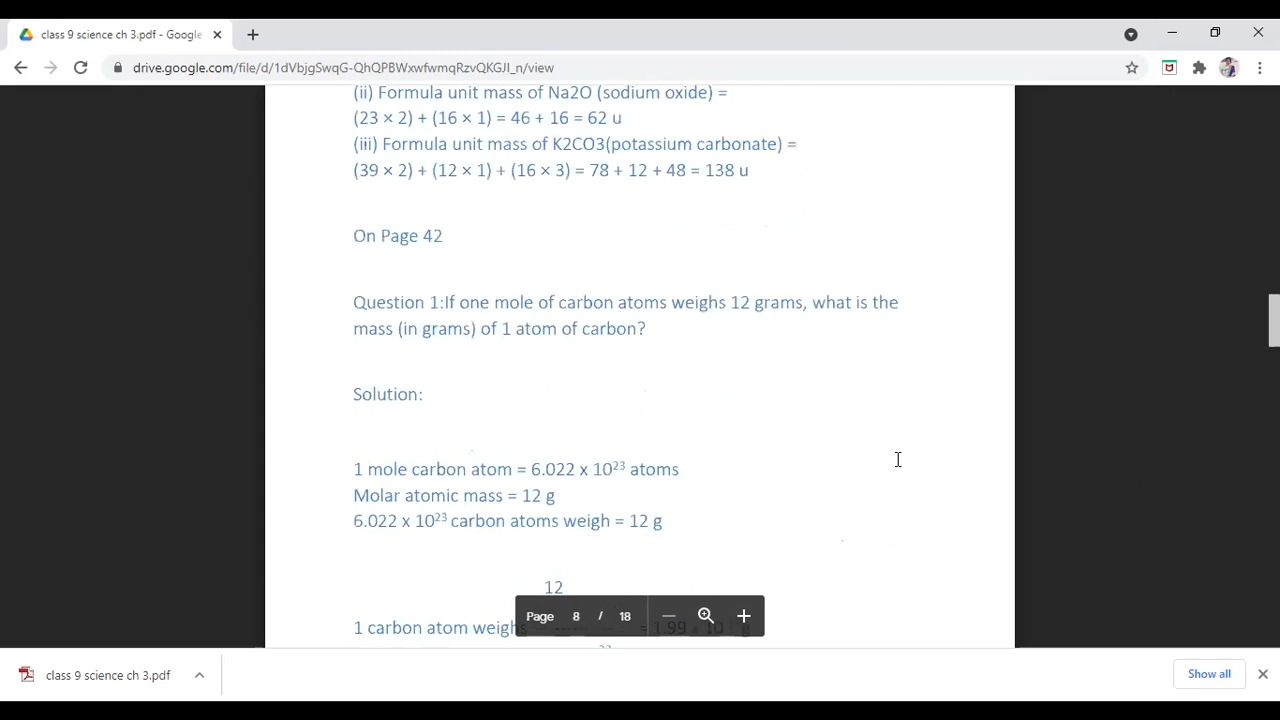 class 9 science ch 3.pdf - Google
drive.google.com/file/d/1dVbjgSwqG-QhQPBWxwfwmqRzvQKGJI_n/view
(ii) Formula unit mass of Na2O (sodium oxide) =
(23 × 2) + (16 × 1) = 46 + 16 = 62 u
(iii) Formula unit mass of K2CO3(potassium carbonate) =
(39 × 2) + (12 × 1) + (16 × 3) = 78 + 12 + 48 = 138 u
On Page 42
Question 1:If one mole of carbon atoms weighs 12 grams, what is the
mass (in grams) of 1 atom of carbon?
Solution:
1 mole carbon atom = 6.022 x 10²³ atoms
Molar atomic mass = 12 g
6.022 x 10²³ carbon atoms weigh = 12 g
12
Page 8 / 18
1 carbon atom weighs = 1.99 x 10 g
class 9 science ch 3.pdf
Show all